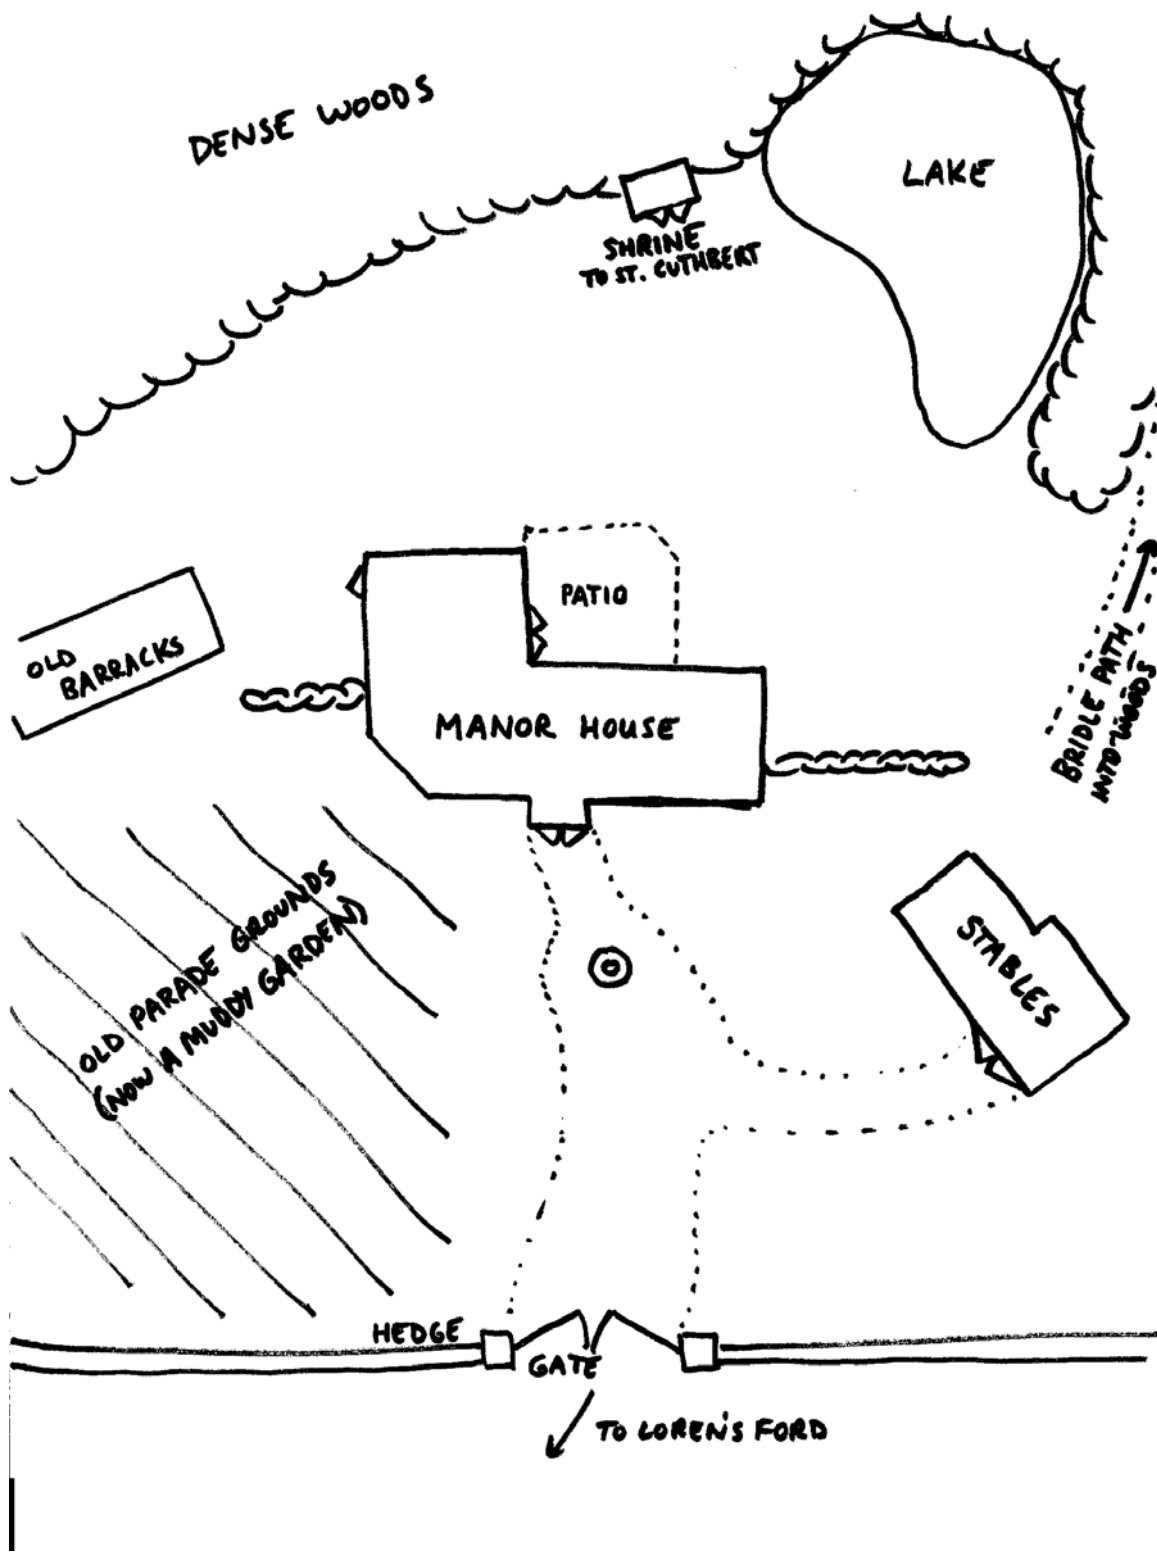 DENSE WOODS
LAKE
SHRINE
TO ST. CUTHBERT
PATIO
OLD
BARRACKS
MANOR HOUSE
BRIDLE PATH
INTO WOODS
STABLES
OLD PARADE GROUNDS
(NOW A MUDDY GARDEN)
HEDGE
GATE
TO LOREN'S FORD